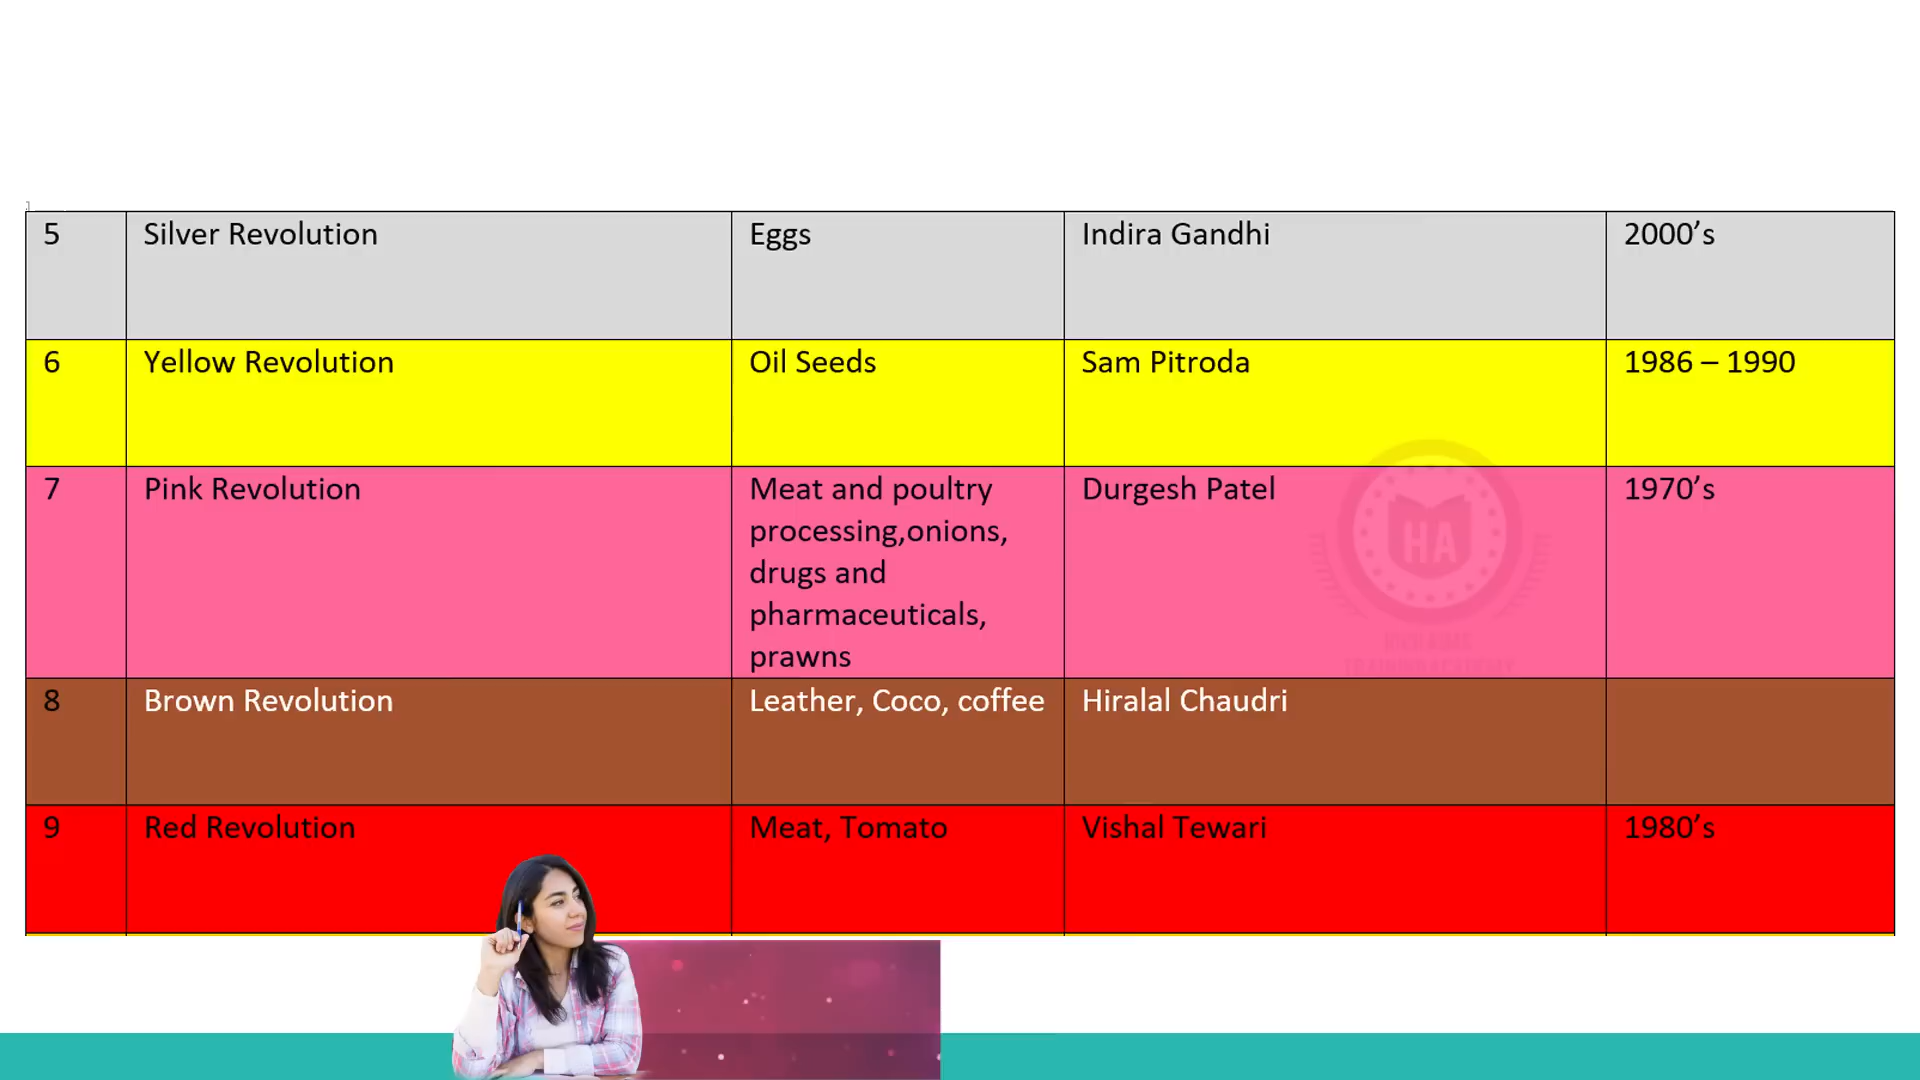 5 Silver Revolution Eggs Indira Gandhi 2000’s
6 Yellow Revolution Oil Seeds Sam Pitroda 1986 – 1990
7 Pink Revolution Meat and poultry Durgesh Patel 1970’s
processing,onions,
drugs and
pharmaceuticals,
prawns
8 Brown Revolution Leather, Coco, coffee Hiralal Chaudri
9 Red Revolution Meat, Tomato Vishal Tewari 1980’s
HA